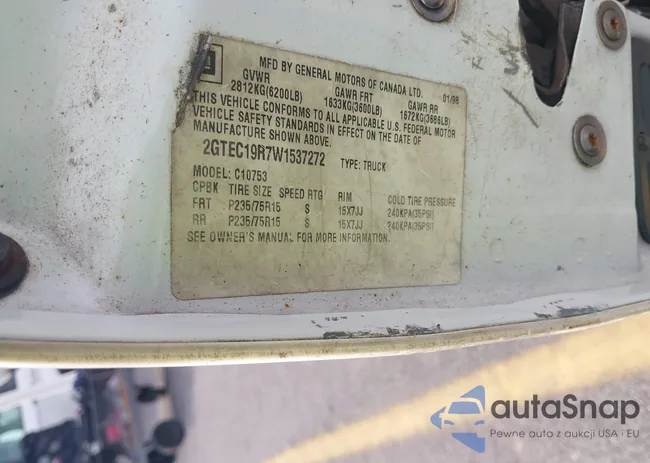 MFD BY GENERAL MOTORS OF CANADA LTD.
GVWR GAWR FRT GAWR RR 01/98
2812KG(6200LB) 1633KG(3600LB) 1672KG(3686LB)
THIS VEHICLE CONFORMS TO ALL APPLICABLE U.S. FEDERAL MOTOR
VEHICLE SAFETY STANDARDS IN EFFECT ON THE DATE OF
MANUFACTURE SHOWN ABOVE.
2GTEC19R7W1537272 TYPE: TRUCK
MODEL: C10753
CPBK TIRE SIZE SPEED RTG RIM COLD TIRE PRESSURE
FRT P235/75R15 S 15X7JJ 240KPA(35PSI)
RR P235/75R15 S 15X7JJ 240KPA(35PSI)
SEE OWNER'S MANUAL FOR MORE INFORMATION.
autaSnap
Pewne auta z aukcji USA i EU